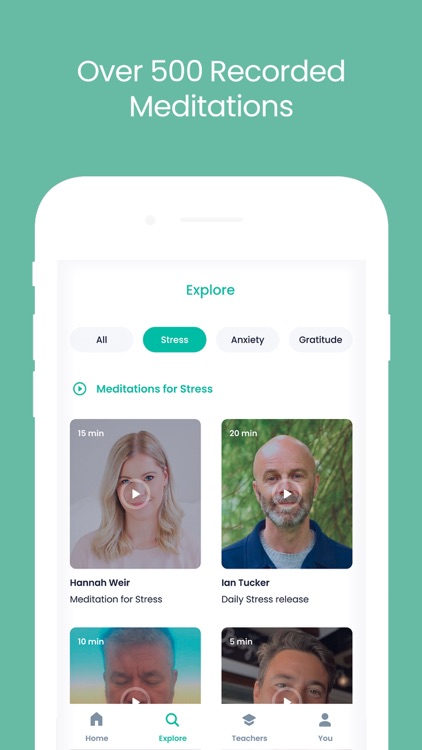 Over 500 Recorded
Meditations
Explore
All
Stress
Anxiety
Gratitude
Meditations for Stress
15 min
20 min
Hannah Weir
Ian Tucker
Meditation for Stress
Daily Stress release
10 min
5 min
Home
Explore
Teachers
You